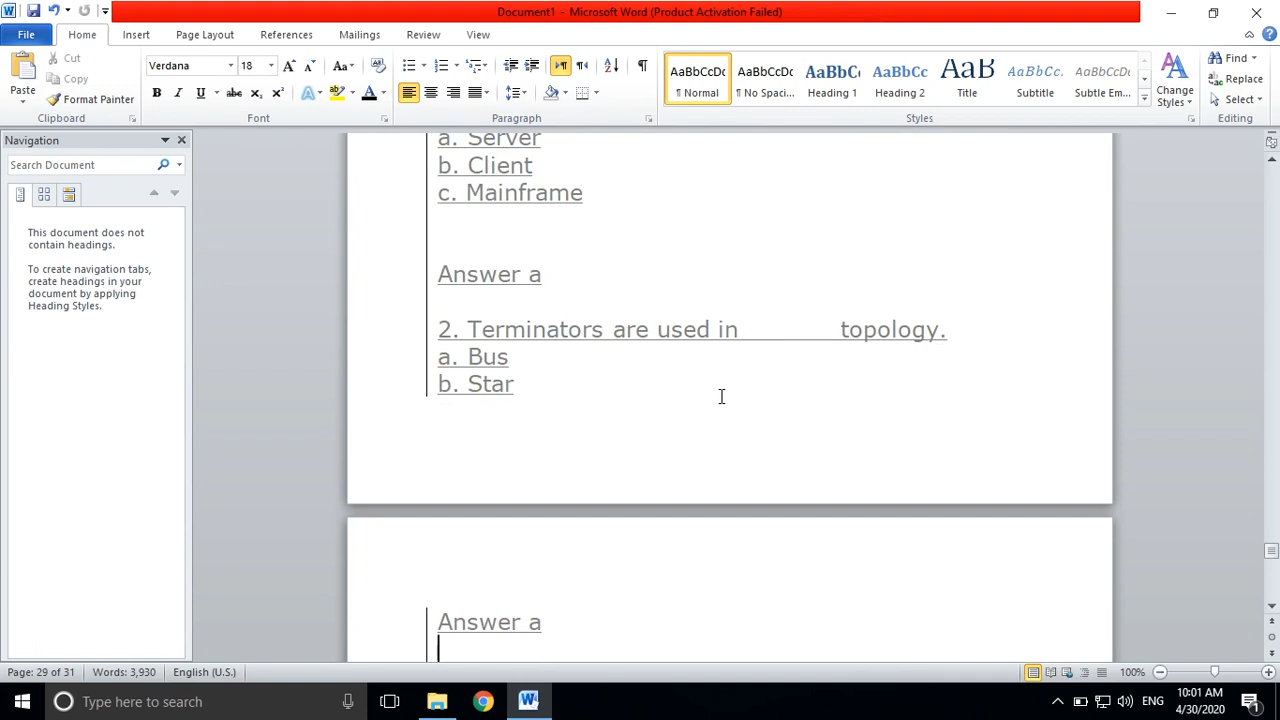 Document1 - Microsoft Word (Product Activation Failed)
File Home Insert Page Layout References Mailings Review View
Cut
Copy
Paste
Format Painter
Clipboard
Verdana 18
Font
Paragraph
AaBbCcDc AaBbCcDc AaBbCc AaBbCc AaB AaBbCc. AaBbCcDc
¶ Normal ¶ No Spaci... Heading 1 Heading 2 Title Subtitle Subtle Em...
Change
Styles
Styles
Find
Replace
Select
Editing
Navigation
Search Document
This document does not
contain headings.
To create navigation tabs,
create headings in your
document by applying
Heading Styles.
a. Server
b. Client
c. Mainframe
Answer a
2. Terminators are used in _______ topology.
a. Bus
b. Star
Answer a
Page: 29 of 31 Words: 3,930 English (U.S.) 100%
Type here to search
ENG
10:01 AM
4/30/2020